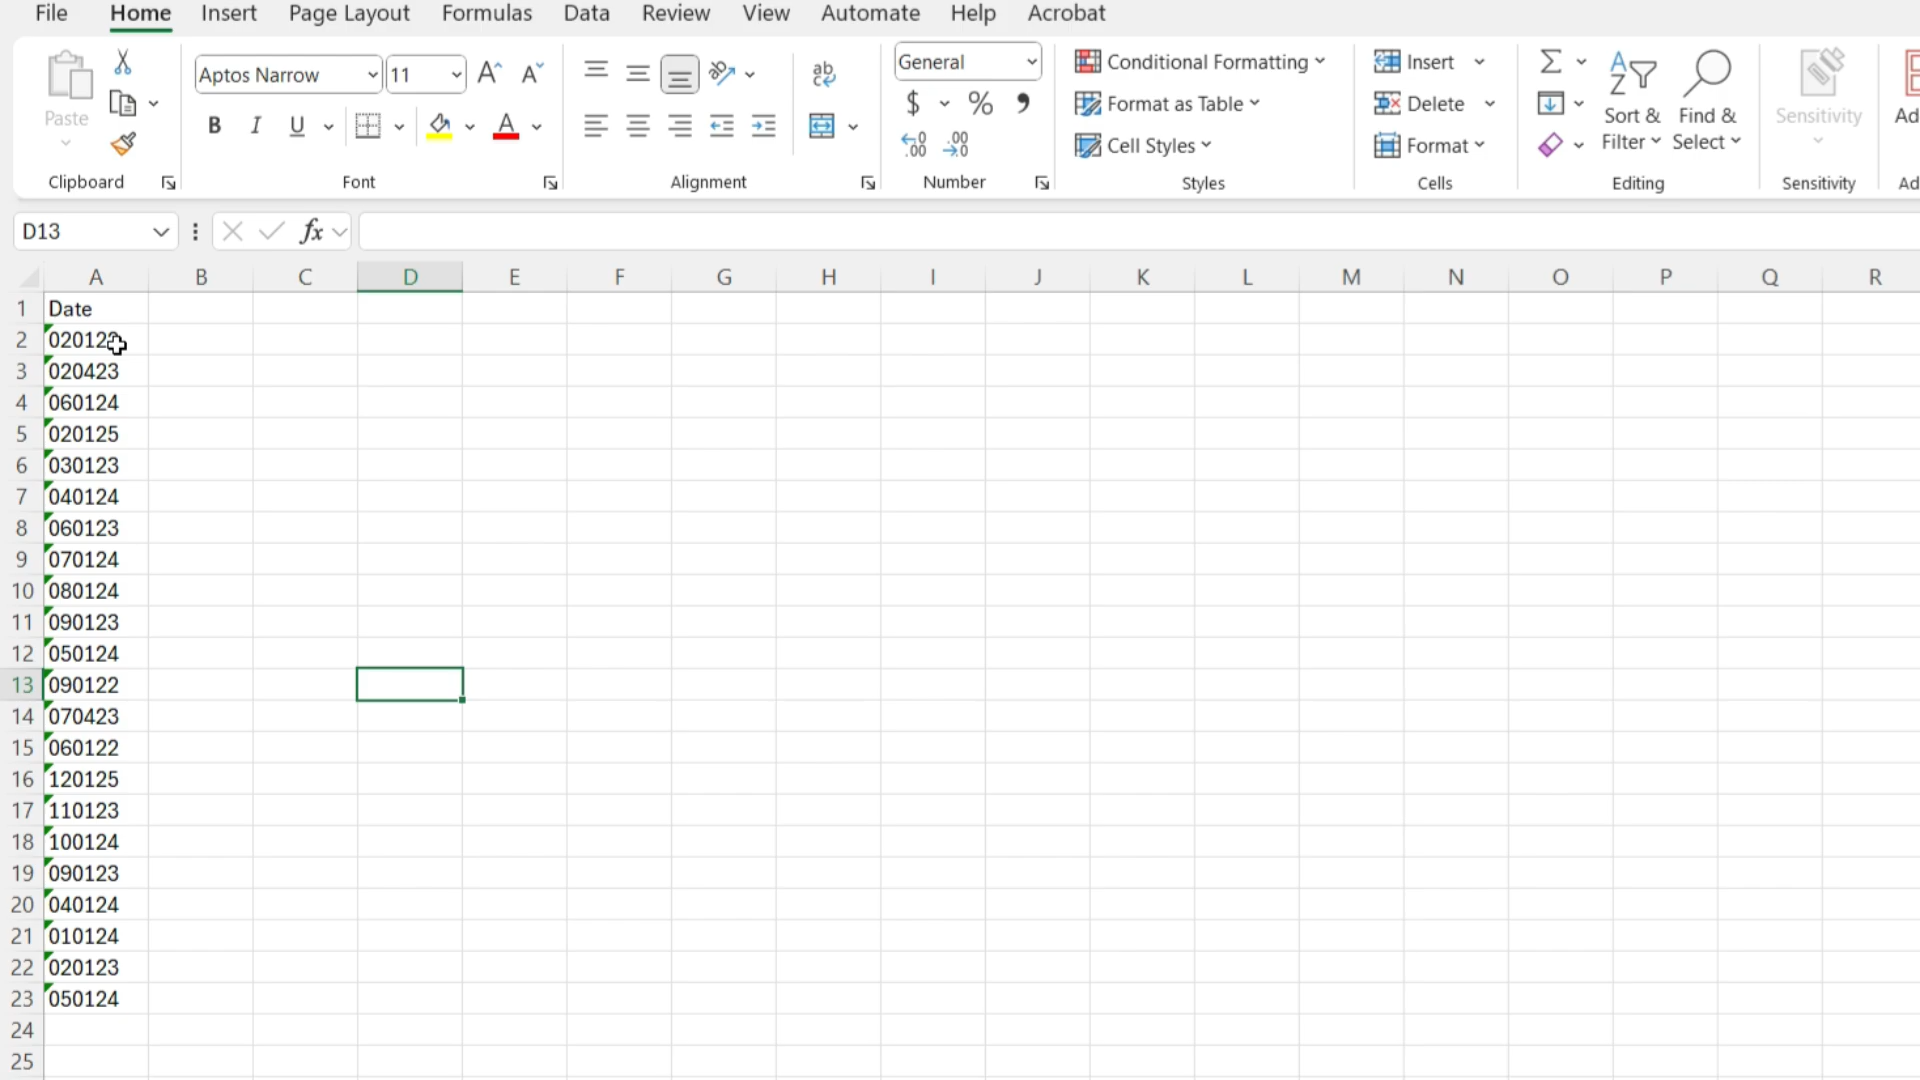 File Home Insert Page Layout Formulas Data Review View Automate Help Acrobat
Paste
Clipboard
Aptos Narrow 11
B I U
Font
Alignment
General
$ % 9
Number
Conditional Formatting
Format as Table
Cell Styles
Styles
Insert
Delete
Format
Cells
Sort & Filter
Find & Select
Editing
Sensitivity
Sensitivity
D13 fx
A B C D E F G H I J K L M N O P Q R
1 Date
2
3 020423
4 060124
5 020125
6 030123
7 040124
8 060123
9 070124
10 080124
11 090123
12 050124
13 090122
14 070423
15 060122
16 120125
17 110123
18 100124
19 090123
20 040124
21 010124
22 020123
23 050124
24
25